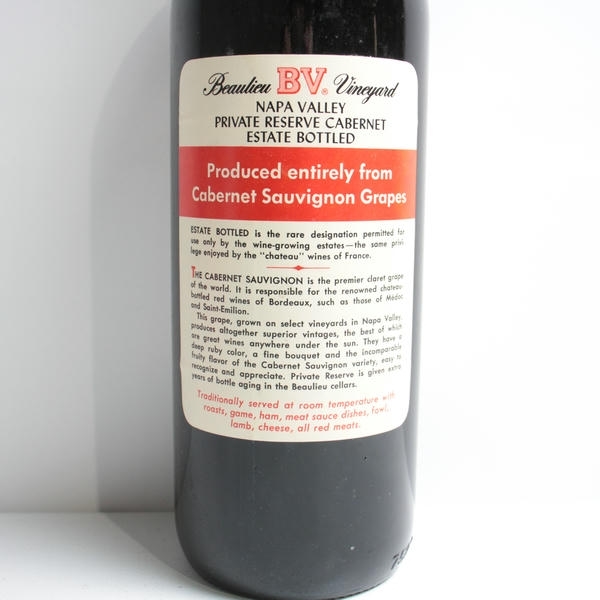 Beaulieu BV® Vineyard
NAPA VALLEY
PRIVATE RESERVE CABERNET
ESTATE BOTTLED
Produced entirely from
Cabernet Sauvignon Grapes
ESTATE BOTTLED is the rare designation permitted for
use only by the wine-growing estates—the same privi-
lege enjoyed by the "chateau" wines of France.
THE CABERNET SAUVIGNON is the premier claret grape
of the world. It is responsible for the renowned chateau-
bottled red wines of Bordeaux, such as those of Médoc
and Saint-Emilion.
This grape, grown on select vineyards in Napa Valley,
produces altogether superior vintages, the best of which
are great wines anywhere under the sun. They have a
deep ruby color, a fine bouquet and the incomparable
fruity flavor of the Cabernet Sauvignon variety, easy to
recognize and appreciate. Private Reserve is given extra
years of bottle aging in the Beaulieu cellars.
Traditionally served at room temperature with
roasts, game, ham, meat sauce dishes, fowl,
lamb, cheese, all red meats.